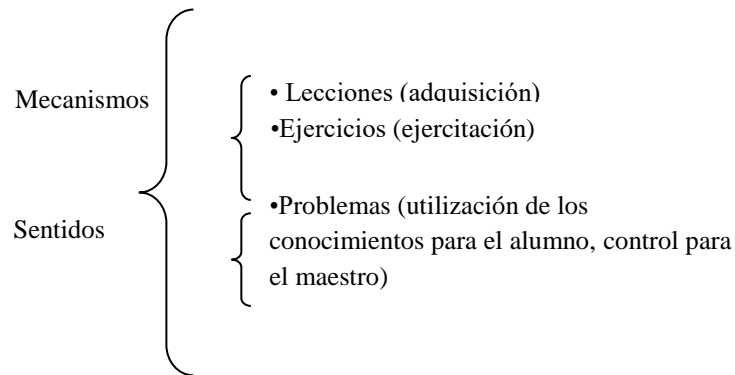 Mecanismos
• Lecciones (adquisición)
•Ejercicios (ejercitación)
Sentidos
•Problemas (utilización de los
conocimientos para el alumno, control para
el maestro)